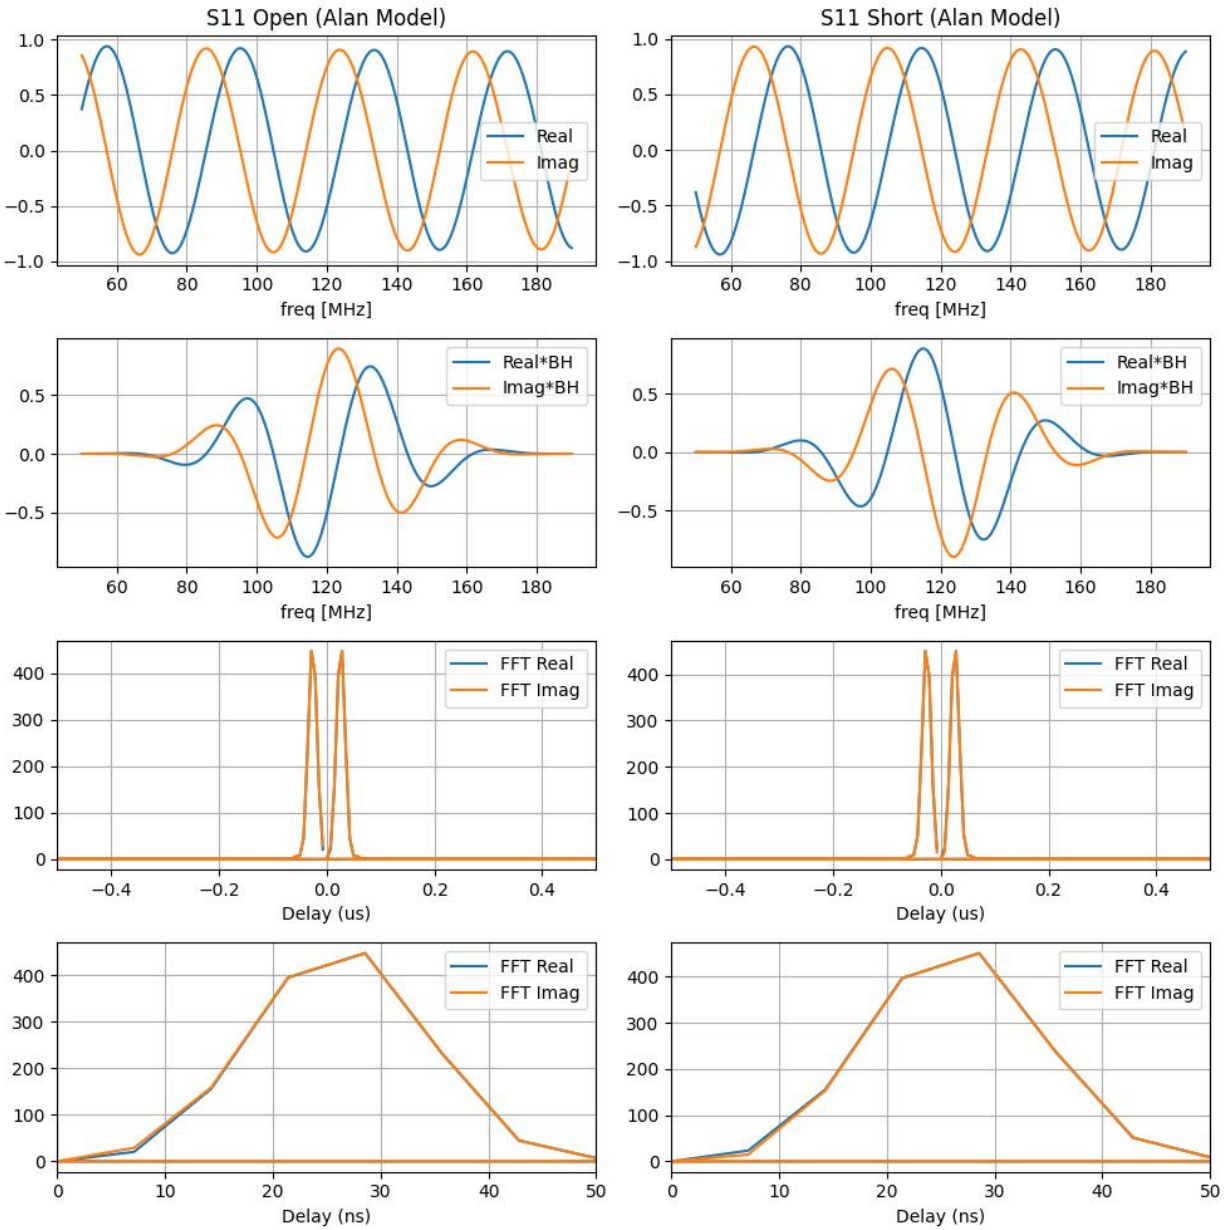 S11 Open (Alan Model)
1.0
0.5
0.0
−0.5
−1.0
Real
Imag
60 80 100 120 140 160 180
freq [MHz]
S11 Short (Alan Model)
1.0
0.5
0.0
−0.5
−1.0
Real
Imag
60 80 100 120 140 160 180
freq [MHz]
0.5
0.0
−0.5
Real*BH
Imag*BH
60 80 100 120 140 160 180
freq [MHz]
0.5
0.0
−0.5
Real*BH
Imag*BH
60 80 100 120 140 160 180
freq [MHz]
400
300
200
100
0
FFT Real
FFT Imag
−0.4 −0.2 0.0 0.2 0.4
Delay (us)
400
300
200
100
0
FFT Real
FFT Imag
−0.4 −0.2 0.0 0.2 0.4
Delay (us)
400
300
200
100
0
FFT Real
FFT Imag
0 10 20 30 40 50
Delay (ns)
400
300
200
100
0
FFT Real
FFT Imag
0 10 20 30 40 50
Delay (ns)